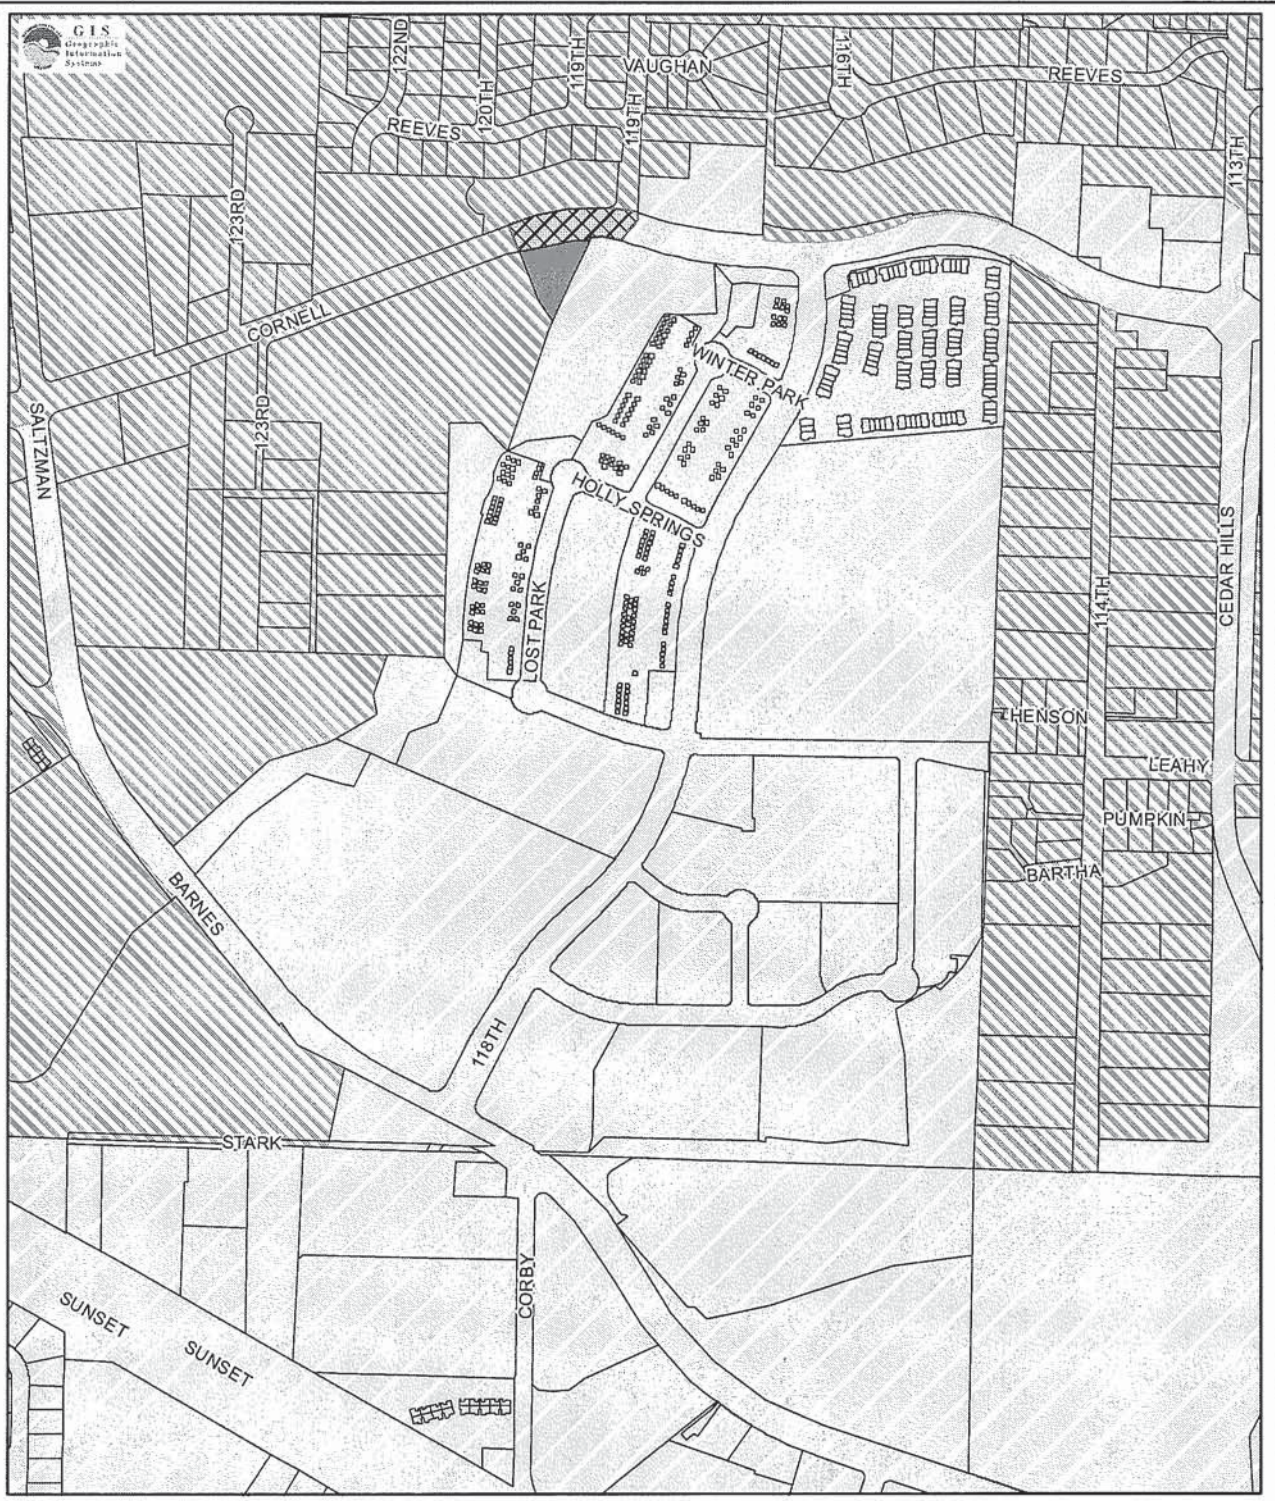 GIS
Geographic
Information
Systems
122ND
120TH
119TH
119TH
VAUGHAN
116TH
REEVES
REEVES
113TH
123RD
CORNELL
123RD
SALTZMAN
WINTER PARK
HOLLY SPRINGS
LOST PARK
CEDAR HILLS
114TH
HENSON
LEAHY
PUMPKIN
BARTHA
BARNES
118TH
STARK
CORBY
SUNSET
SUNSET